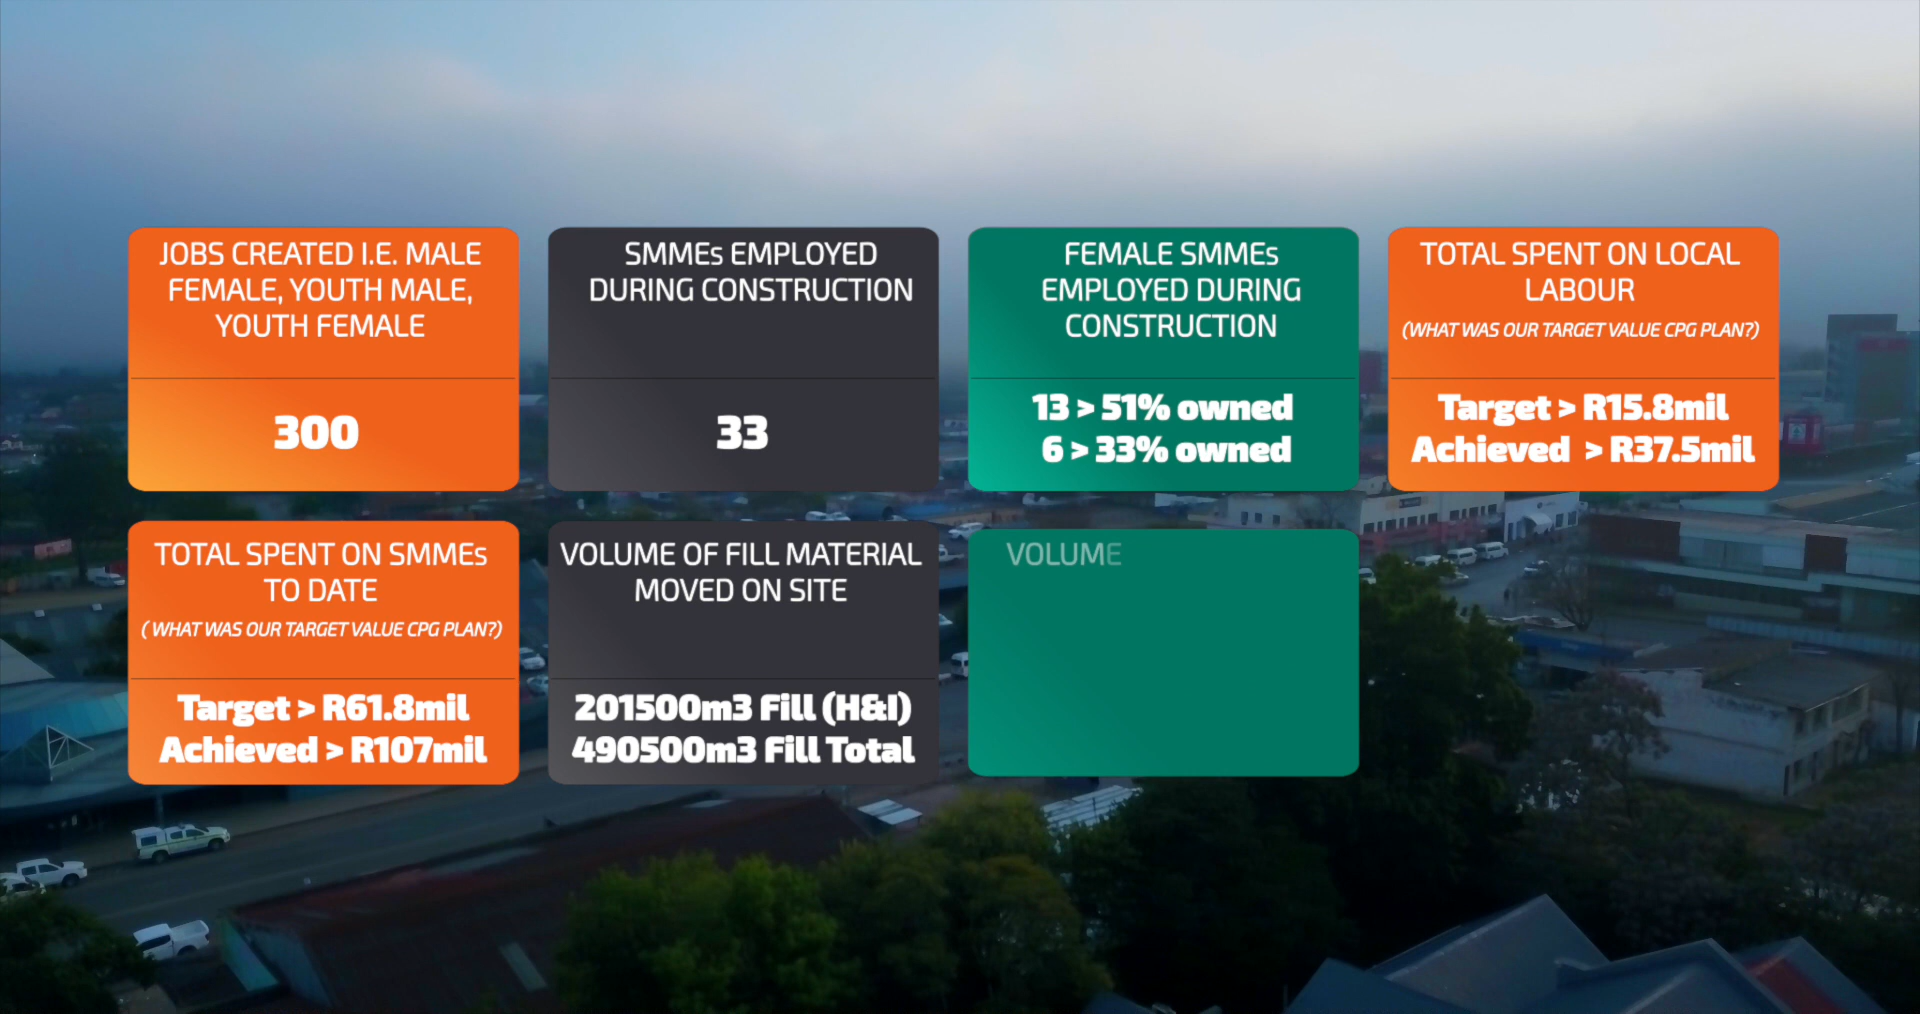 JOBS CREATED I.E. MALE
FEMALE, YOUTH MALE,
YOUTH FEMALE
300
SMMEs EMPLOYED
DURING CONSTRUCTION
33
FEMALE SMMEs
EMPLOYED DURING
CONSTRUCTION
13 > 51% owned
6 > 33% owned
TOTAL SPENT ON LOCAL
LABOUR
(WHAT WAS OUR TARGET VALUE CPG PLAN?)
Target > R15.8mil
Achieved > R37.5mil
TOTAL SPENT ON SMMEs
TO DATE
( WHAT WAS OUR TARGET VALUE CPG PLAN?)
Target > R61.8mil
Achieved > R107mil
VOLUME OF FILL MATERIAL
MOVED ON SITE
201500m3 Fill (H&I)
490500m3 Fill Total
VOLUME